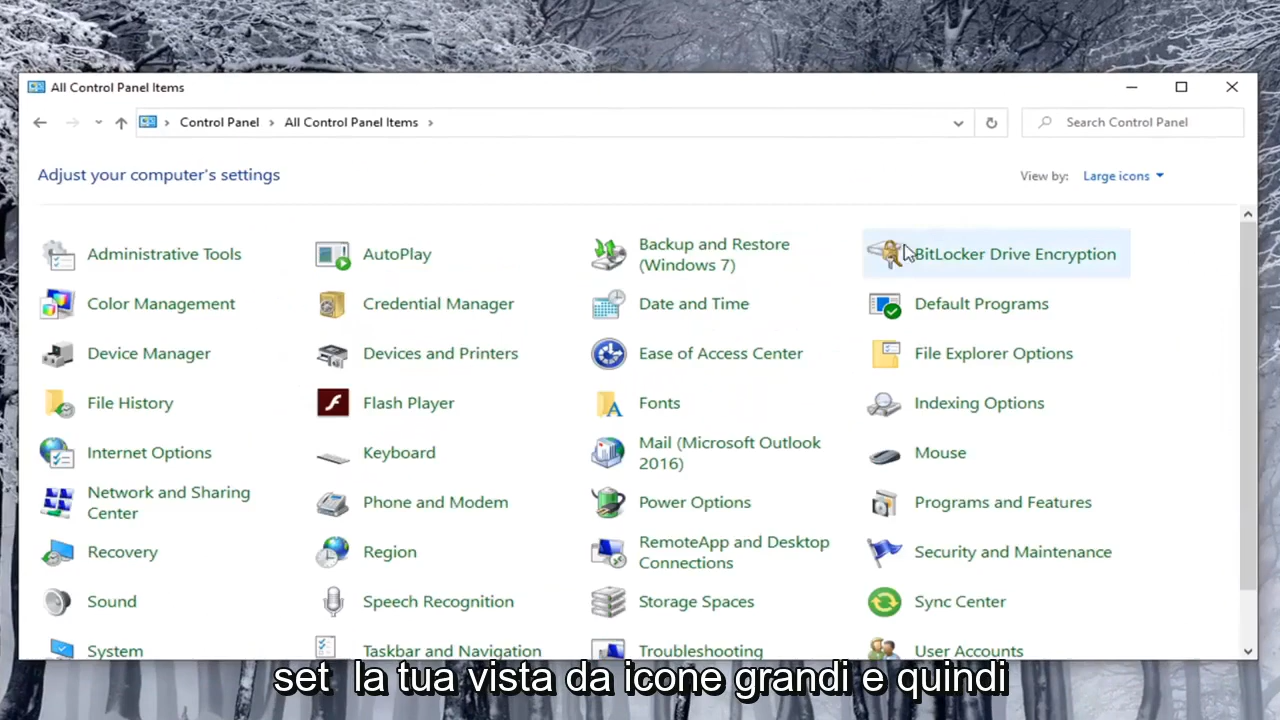 All Control Panel Items
Control Panel > All Control Panel Items >
Search Control Panel
Adjust your computer's settings
View by: Large icons
Administrative Tools
AutoPlay
Backup and Restore
(Windows 7)
BitLocker Drive Encryption
Color Management
Credential Manager
Date and Time
Default Programs
Device Manager
Devices and Printers
Ease of Access Center
File Explorer Options
File History
Flash Player
Fonts
Indexing Options
Internet Options
Keyboard
Mail (Microsoft Outlook
2016)
Mouse
Network and Sharing
Center
Phone and Modem
Power Options
Programs and Features
Recovery
Region
RemoteApp and Desktop
Connections
Security and Maintenance
Sound
Speech Recognition
Storage Spaces
Sync Center
System
Taskbar and Navigation
Troubleshooting
User Accounts
set la tua vista da icone grandi e quindi